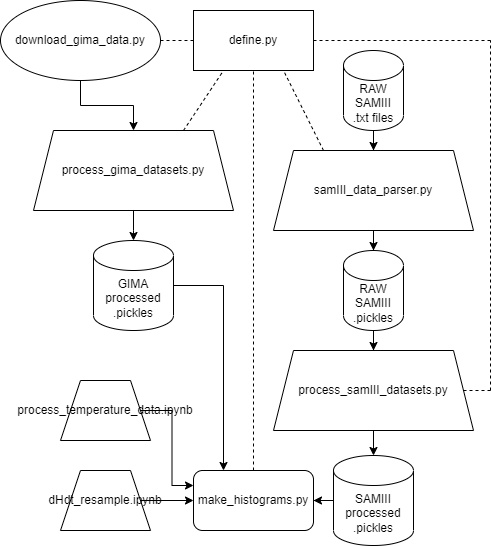 download_gima_data.py
define.py
RAW
SAMIII
.txt files
process_gima_datasets.py
samIII_data_parser.py
GIMA
processed
.pickles
RAW
SAMIII
.pickles
process_samIII_datasets.py
process_temperature_data.ipynb
dHdt_resample.ipynb
make_histograms.py
SAMIII
processed
.pickles